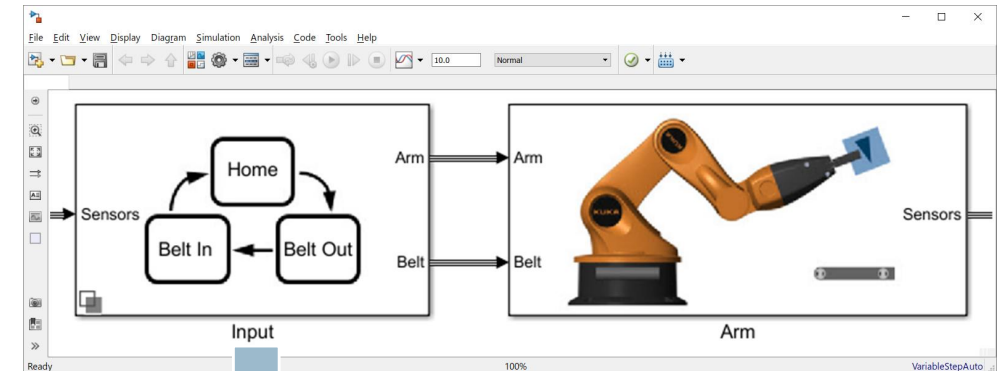 File Edit View Display Diagram Simulation Analysis Code Tools Help
10.0 Normal
Home
Arm Arm
Sensors Sensors
Belt In Belt Out
Belt Belt
KUKA
Input Arm
Ready 100% VariableStepAuto